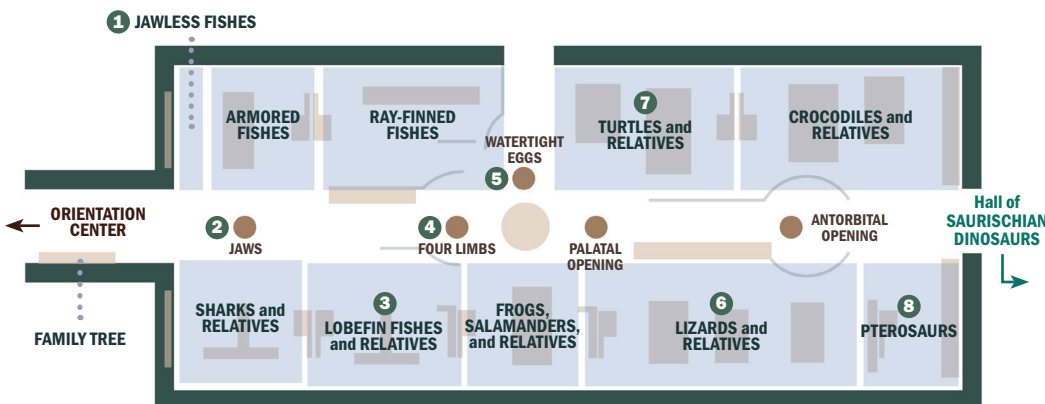 1 JAWLESS FISHES
ARMORED
FISHES
RAY-FINNED
FISHES
7
TURTLES and
RELATIVES
CROCODILES and
RELATIVES
WATERTIGHT
EGGS
5
ORIENTATION
CENTER
2
JAWS
4
FOUR LIMBS
PALATAL
OPENING
ANTORBITAL
OPENING
Hall of
SAURISCHIAN
DINOSAURS
FAMILY TREE
SHARKS and
RELATIVES
3
LOBEFIN FISHES
and RELATIVES
FROGS,
SALAMANDERS,
and RELATIVES
6
LIZARDS and
RELATIVES
8
PTEROSAURS